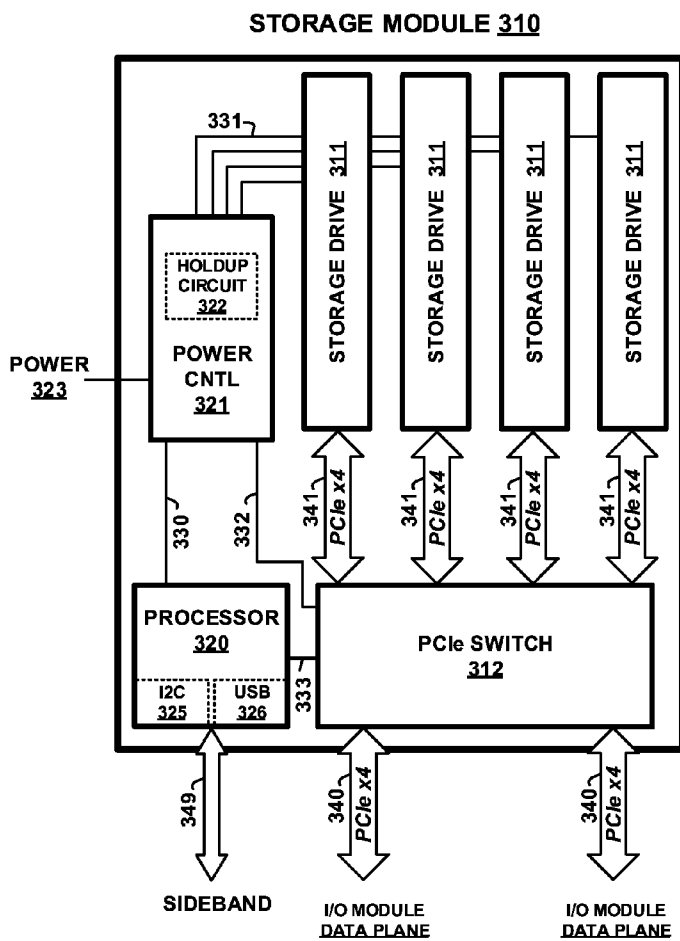 STORAGE MODULE 310
331
STORAGE DRIVE 311
STORAGE DRIVE 311
STORAGE DRIVE 311
STORAGE DRIVE 311
HOLDUP
CIRCUIT
322
POWER
CNTL
321
POWER
323
330
332
341
PCIe x4
341
PCIe x4
341
PCIe x4
341
PCIe x4
PROCESSOR
320
I2C
325
USB
326
333
PCIe SWITCH
312
349
340
PCIe x4
340
PCIe x4
SIDEBAND
I/O MODULE
DATA PLANE
I/O MODULE
DATA PLANE